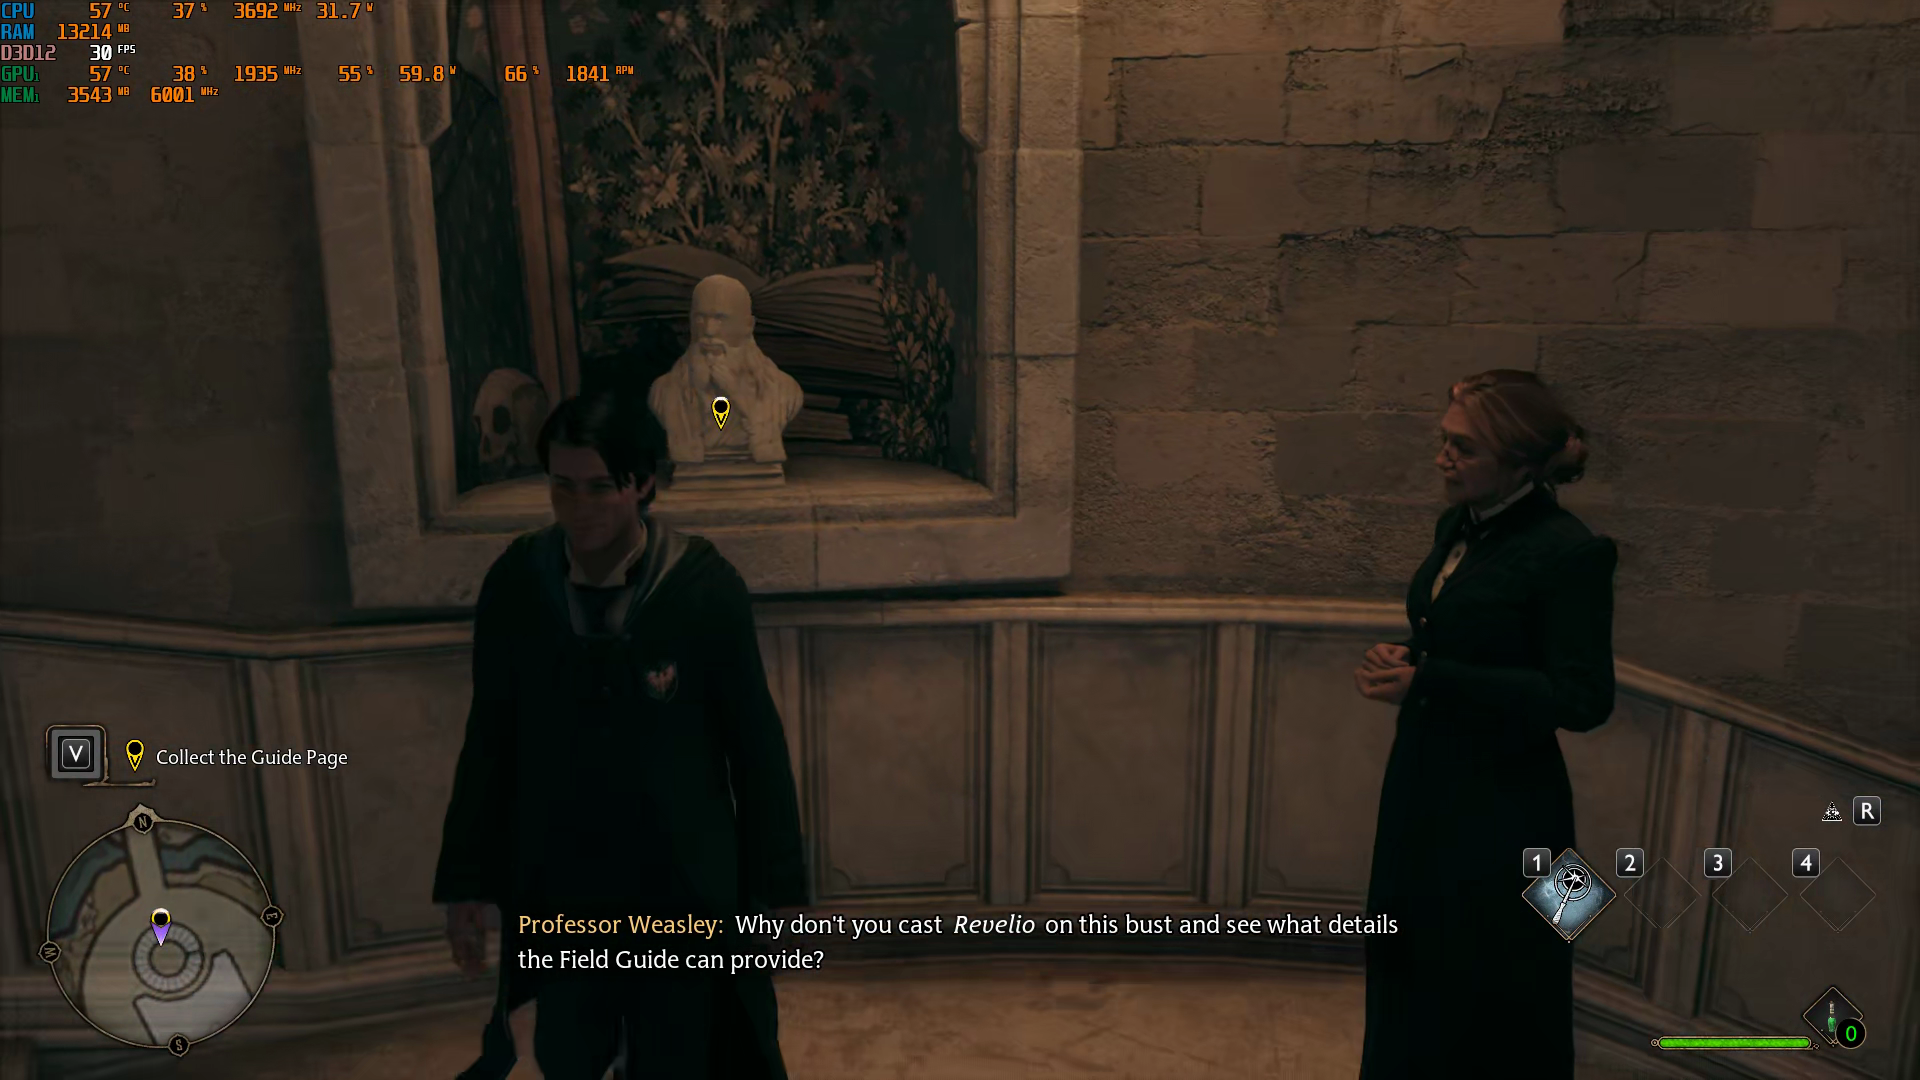 CPU 57 °C 37 % 3692 MHz 31.7 W
RAM 13214 MB
D3D12 30 FPS
GPU1 57 °C 38 % 1935 MHz 55 % 59.8 W 66 % 1841 RPM
MEM1 3543 MB 6001 MHz
V Collect the Guide Page
N
E
W
S
R
1 2 3 4
Professor Weasley: Why don't you cast Revelio on this bust and see what details
the Field Guide can provide?
0